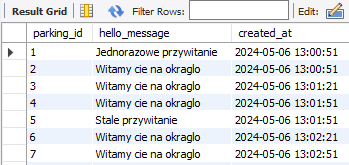 Result Grid Filter Rows: Edit:
parking_id hello_message created_at
1 Jednorazowe przywitanie 2024-05-06 13:00:51
2 Witamy cie na okraglo 2024-05-06 13:00:51
3 Witamy cie na okraglo 2024-05-06 13:01:21
4 Witamy cie na okraglo 2024-05-06 13:01:51
5 Stale przywitanie 2024-05-06 13:01:51
6 Witamy cie na okraglo 2024-05-06 13:02:21
7 Witamy cie na okraglo 2024-05-06 13:02:51